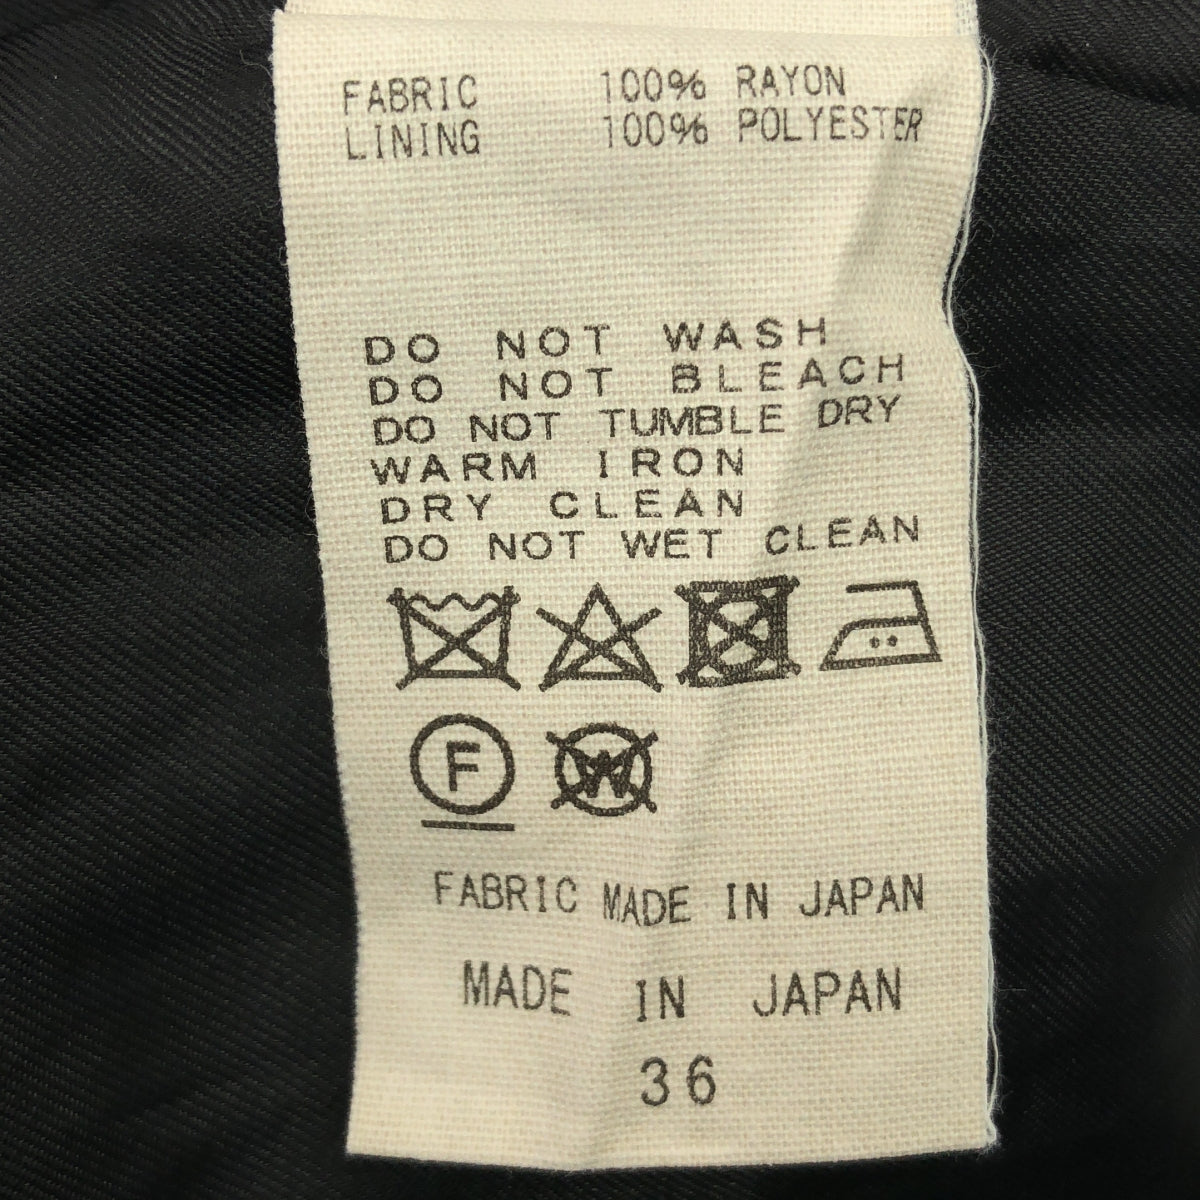 FABRIC 100% RAYON
LINING 100% POLYESTER
DO NOT WASH
DO NOT BLEACH
DO NOT TUMBLE DRY
WARM IRON
DRY CLEAN
DO NOT WET CLEAN
F W
FABRIC MADE IN JAPAN
MADE IN JAPAN
36